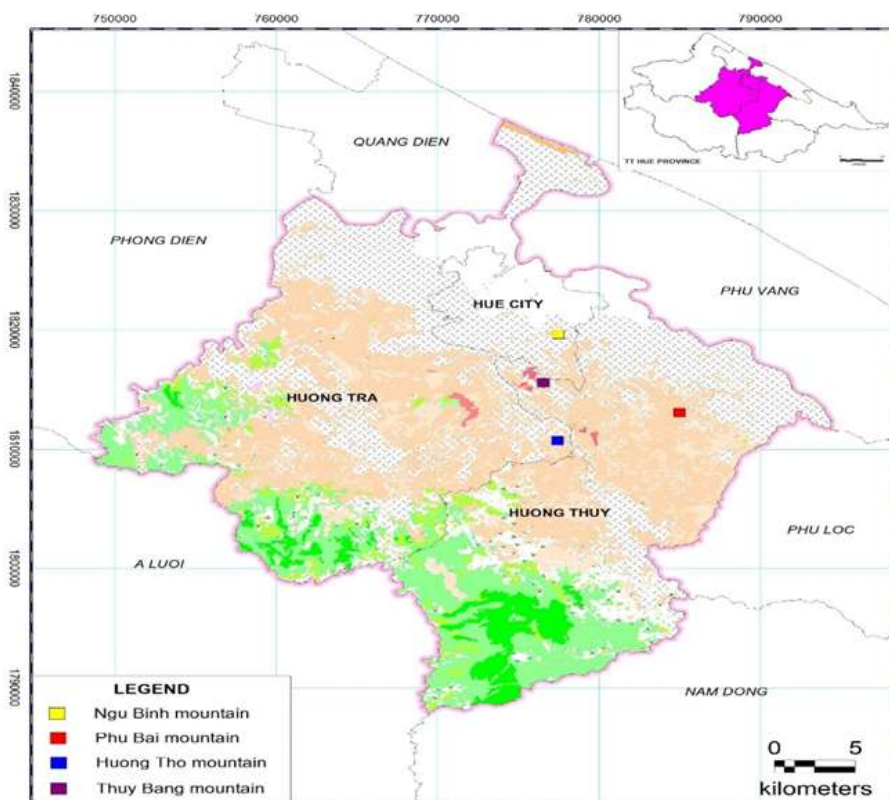 750000 760000 770000 780000 790000
1840000
1830000
1820000
1810000
1800000
1790000
TT HUE PROVINCE
QUANG DIEN
PHONG DIEN
PHU VANG
HUE CITY
HUONG TRA
HUONG THUY
PHU LOC
A LUOI
NAM DONG
LEGEND
Ngu Binh mountain
Phu Bai mountain
Huong Tho mountain
Thuy Bang mountain
0 5
kilometers